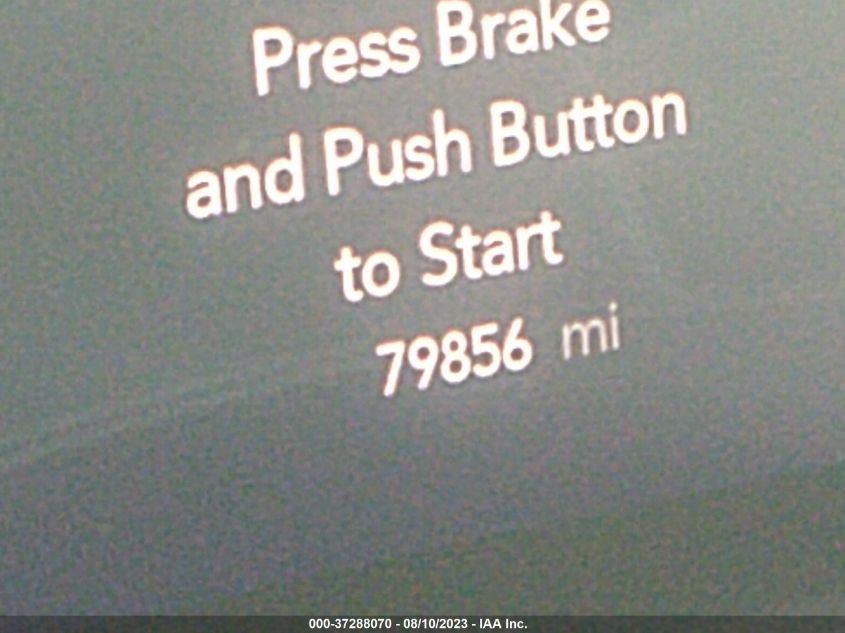 Press Brake
and Push Button
to Start
79856 mi
000-37288070 - 08/10/2023 - IAA Inc.